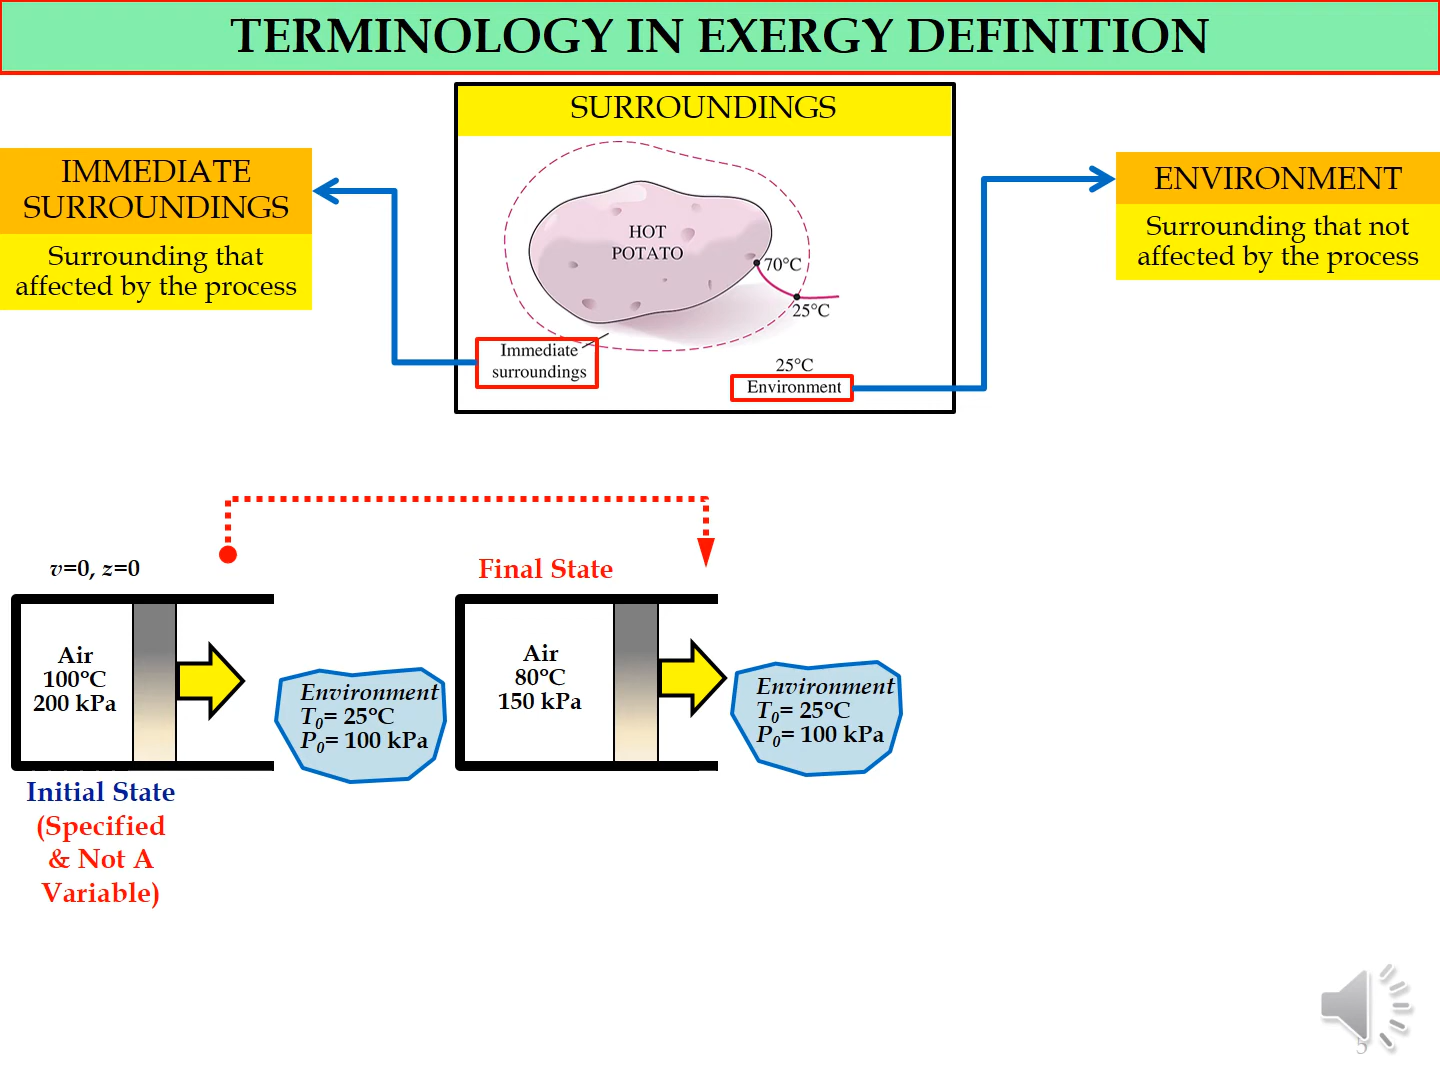 TERMINOLOGY IN EXERGY DEFINITION
SURROUNDINGS
IMMEDIATE
SURROUNDINGS
Surrounding that
affected by the process
ENVIRONMENT
Surrounding that not
affected by the process
HOT
POTATO
70°C
25°C
Immediate
surroundings
25°C
Environment
v=0, z=0
Air
100°C
200 kPa
Environment
T0= 25°C
P0= 100 kPa
Initial State
(Specified
& Not A
Variable)
Final State
Air
80°C
150 kPa
Environment
T0= 25°C
P0= 100 kPa
5